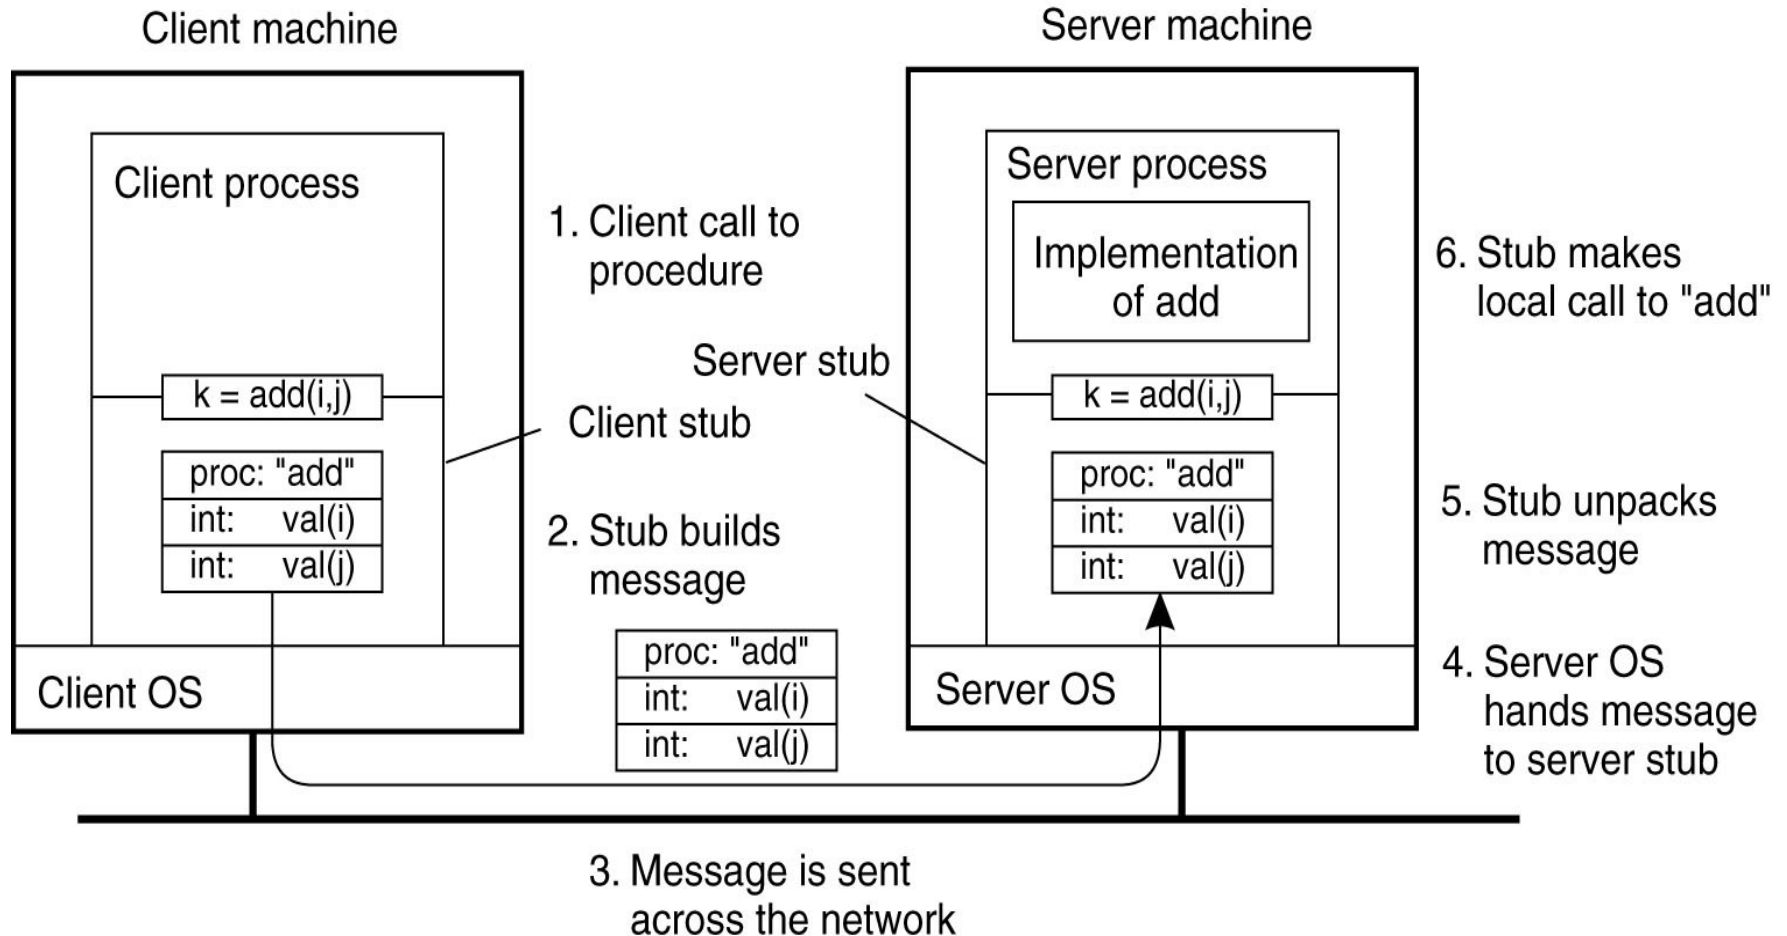 Client machine
Server machine
Client process
1. Client call to
procedure
k = add(i,j)
Client stub
proc: "add"
int: val(i)
int: val(j)
2. Stub builds
message
proc: "add"
int: val(i)
int: val(j)
Client OS
3. Message is sent
across the network
Server process
Implementation
of add
Server stub
k = add(i,j)
proc: "add"
int: val(i)
int: val(j)
Server OS
6. Stub makes
local call to "add"
5. Stub unpacks
message
4. Server OS
hands message
to server stub